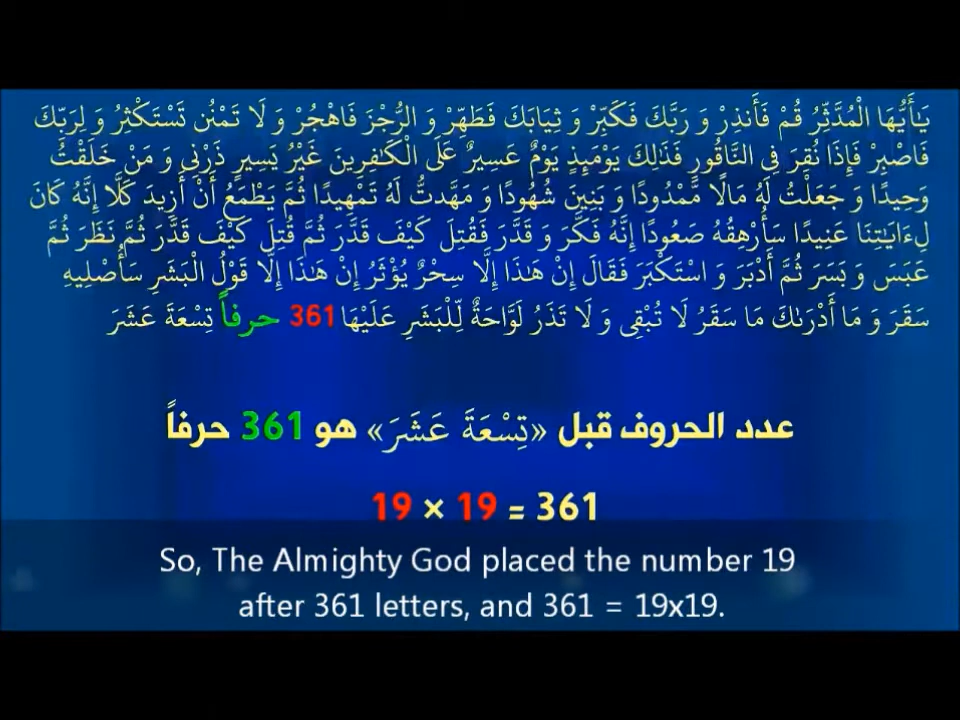 يَـٰٓأَيُّهَا الْمُدَّثِّرُ قُمْ فَأَنذِرْ وَ رَبَّكَ فَكَبِّرْ وَ ثِيَابَكَ فَطَهِّرْ وَ الرُّجْزَ فَاهْجُرْ وَ لَا تَمْنُن تَسْتَكْثِرُ وَ لِرَبِّكَ
فَاصْبِرْ فَإِذَا نُقِرَ فِى النَّاقُورِ فَذَٰلِكَ يَوْمَئِذٍ يَوْمٌ عَسِيرٌ عَلَى الْكَـٰفِرِينَ غَيْرُ يَسِيرٍ ذَرْنِى وَ مَنْ خَلَقْتُ
وَحِيدًا وَ جَعَلْتُ لَهُ مَالًا مَّمْدُودًا وَ بَنِينَ شُهُودًا وَ مَهَّدتُّ لَهُ تَمْهِيدًا ثُمَّ يَطْمَعُ أَنْ أَزِيدَ كَلَّا إِنَّهُ كَانَ
لِـَٔايَـٰتِنَا عَنِيدًا سَأُرْهِقُهُ صَعُودًا إِنَّهُ فَكَّرَ وَ قَدَّرَ فَقُتِلَ كَيْفَ قَدَّرَ ثُمَّ قُتِلَ كَيْفَ قَدَّرَ ثُمَّ نَظَرَ ثُمَّ
عَبَسَ وَ بَسَرَ ثُمَّ أَدْبَرَ وَ اسْتَكْبَرَ فَقَالَ إِنْ هَـٰذَا إِلَّا سِحْرٌ يُؤْثَرُ إِنْ هَـٰذَا إِلَّا قَوْلُ الْبَشَرِ سَأُصْلِيهِ
سَقَرَ وَ مَا أَدْرَىٰكَ مَا سَقَرُ لَا تُبْقِى وَ لَا تَذَرُ لَوَّاحَةٌ لِّلْبَشَرِ عَلَيْهَا 361 حرفاً تِسْعَةَ عَشَرَ
عدد الحروف قبل «تِسْعَةَ عَشَرَ» هو 361 حرفاً
19 × 19 = 361
So, The Almighty God placed the number 19
after 361 letters, and 361 = 19x19.